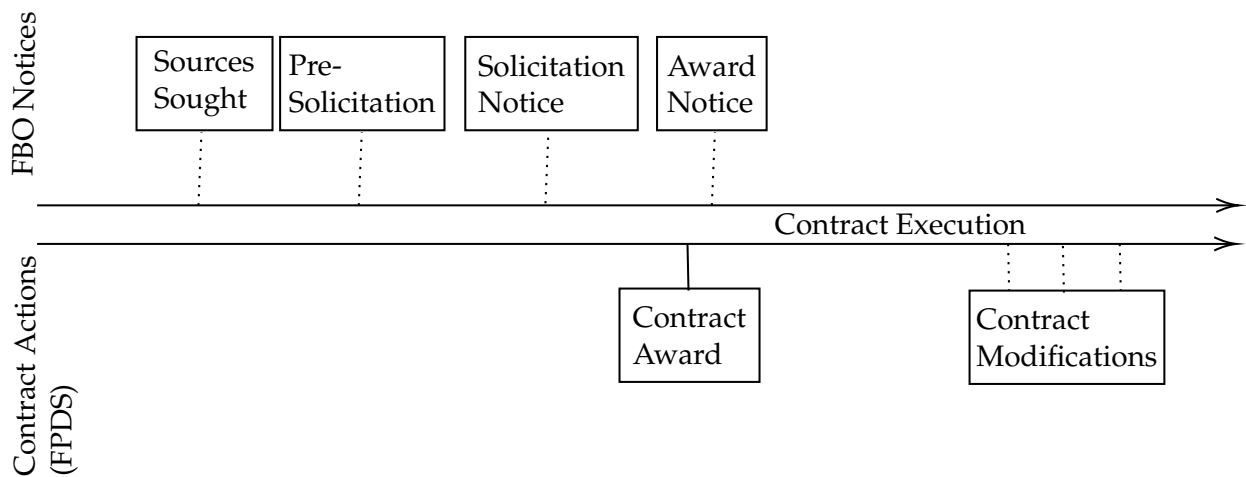 FBO Notices
Sources
Sought
Pre-
Solicitation
Solicitation
Notice
Award
Notice
Contract Execution
Contract Actions
(FPDS)
Contract
Award
Contract
Modifications